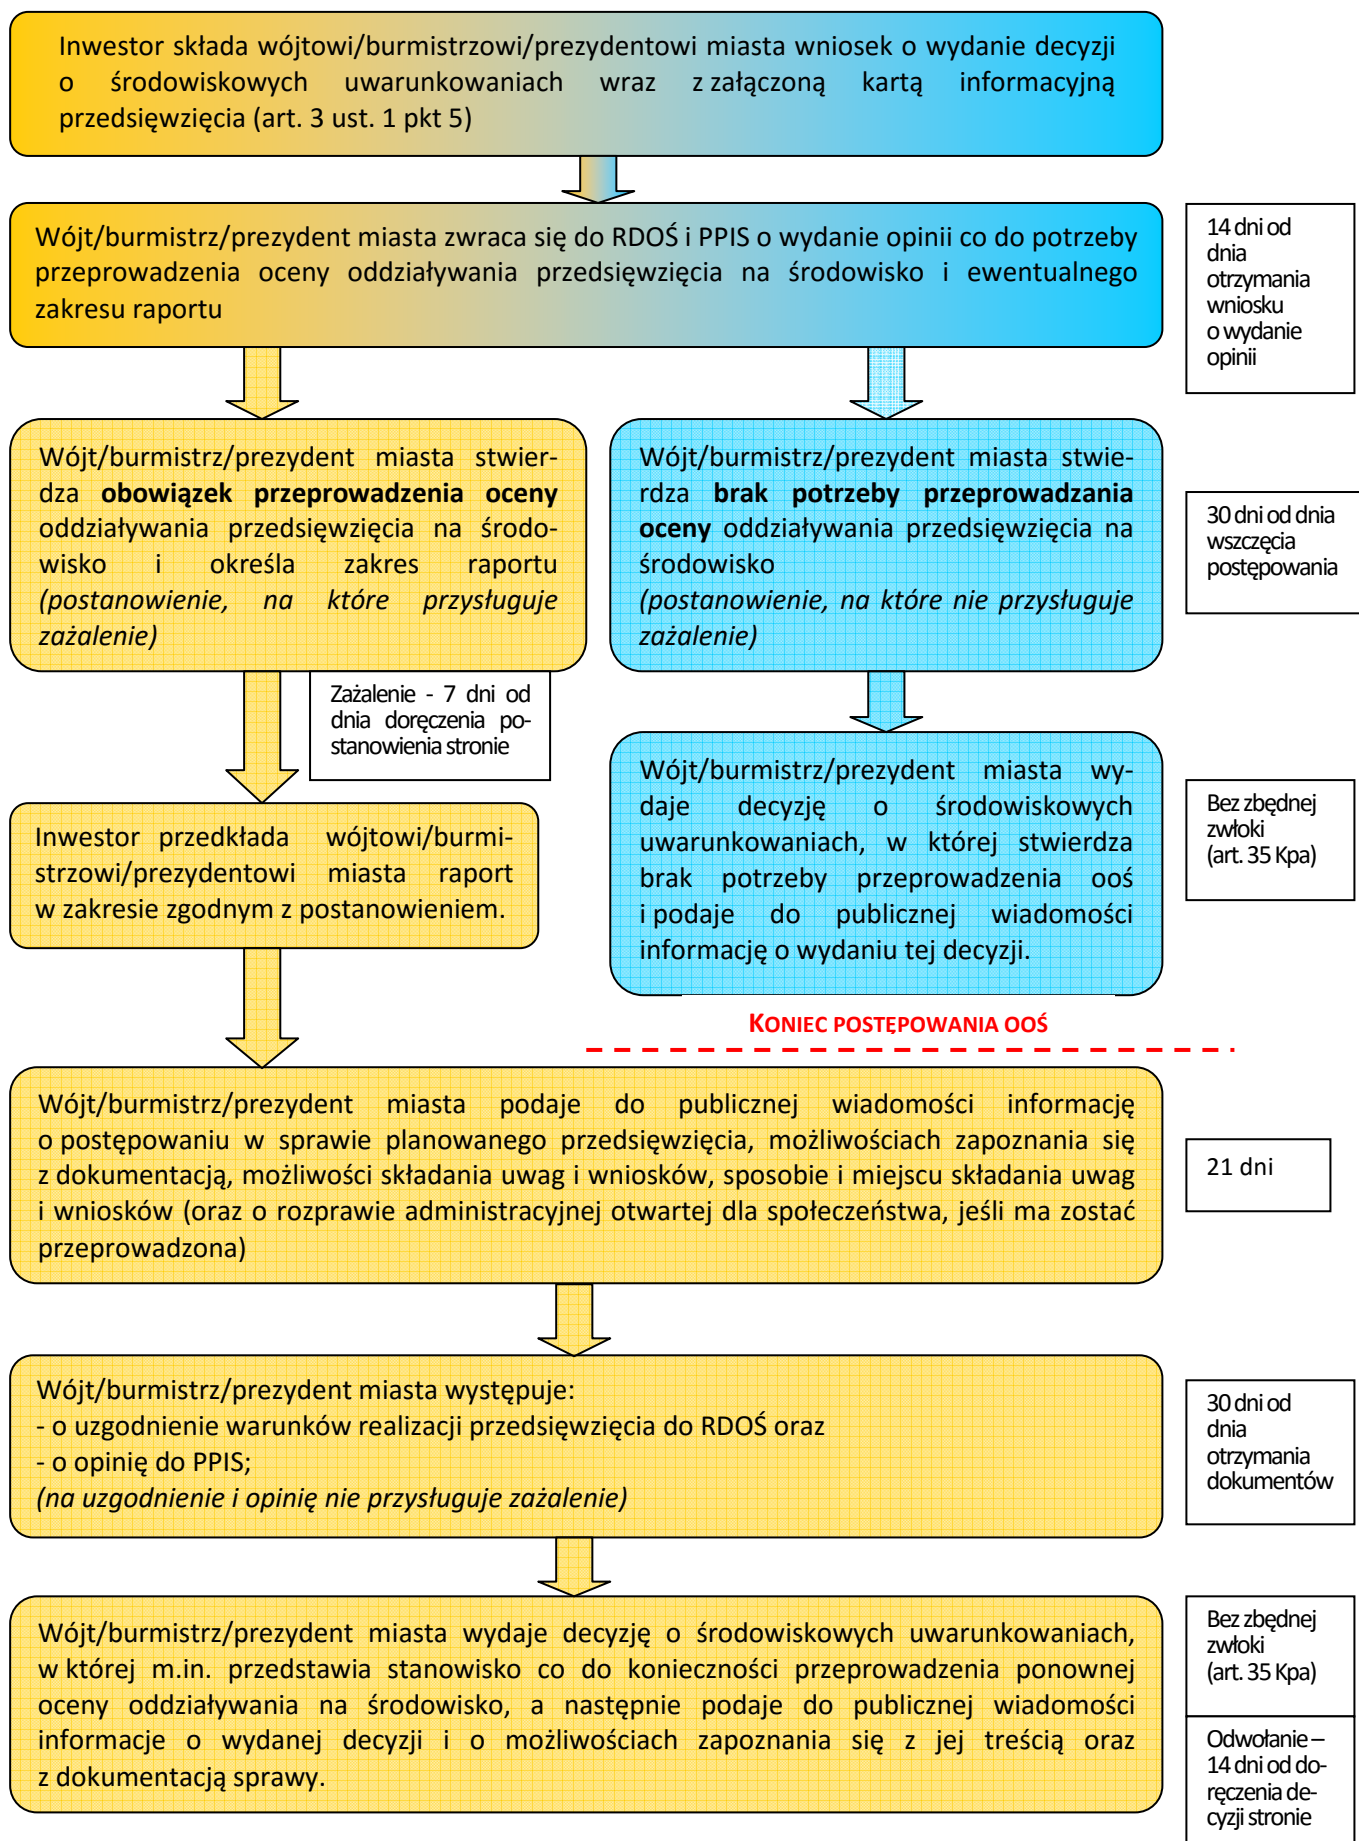 Inwestor składa wójtowi/burmistrzowi/prezydentowi miasta wniosek o wydanie decyzji
o środowiskowych uwarunkowaniach wraz z załączoną kartą informacyjną
przedsięwzięcia (art. 3 ust. 1 pkt 5)
Wójt/burmistrz/prezydent miasta zwraca się do RDOŚ i PPIS o wydanie opinii co do potrzeby
przeprowadzenia oceny oddziaływania przedsięwzięcia na środowisko i ewentualnego
zakresu raportu
14 dni od
dnia
otrzymania
wniosku
o wydanie
opinii
Wójt/burmistrz/prezydent miasta stwier-
dza obowiązek przeprowadzenia oceny
oddziaływania przedsięwzięcia na środo-
wisko i określa zakres raportu
(postanowienie, na które przysługuje
zażalenie)
Wójt/burmistrz/prezydent miasta stwie-
rdza brak potrzeby przeprowadzania
oceny oddziaływania przedsięwzięcia na
środowisko
(postanowienie, na które nie przysługuje
zażalenie)
30 dni od dnia
wszczęcia
postępowania
Zażalenie - 7 dni od
dnia doręczenia po-
stanowienia stronie
Inwestor przedkłada wójtowi/burmi-
strzowi/prezydentowi miasta raport
w zakresie zgodnym z postanowieniem.
Wójt/burmistrz/prezydent miasta wy-
daje decyzję o środowiskowych
uwarunkowaniach, w której stwierdza
brak potrzeby przeprowadzenia ooś
i podaje do publicznej wiadomości
informację o wydaniu tej decyzji.
Bez zbędnej
zwłoki
(art. 35 Kpa)
KONIEC POSTĘPOWANIA OOŚ
Wójt/burmistrz/prezydent miasta podaje do publicznej wiadomości informację
o postępowaniu w sprawie planowanego przedsięwzięcia, możliwościach zapoznania się
z dokumentacją, możliwości składania uwag i wniosków, sposobie i miejscu składania uwag
i wniosków (oraz o rozprawie administracyjnej otwartej dla społeczeństwa, jeśli ma zostać
przeprowadzona)
21 dni
Wójt/burmistrz/prezydent miasta występuje:
- o uzgodnienie warunków realizacji przedsięwzięcia do RDOŚ oraz
- o opinię do PPIS;
(na uzgodnienie i opinię nie przysługuje zażalenie)
30 dni od
dnia
otrzymania
dokumentów
Wójt/burmistrz/prezydent miasta wydaje decyzję o środowiskowych uwarunkowaniach,
w której m.in. przedstawia stanowisko co do konieczności przeprowadzenia ponownej
oceny oddziaływania na środowisko, a następnie podaje do publicznej wiadomości
informacje o wydanej decyzji i o możliwościach zapoznania się z jej treścią oraz
z dokumentacją sprawy.
Bez zbędnej
zwłoki
(art. 35 Kpa)
Odwołanie –
14 dni od do-
ręczenia de-
cyzji stronie